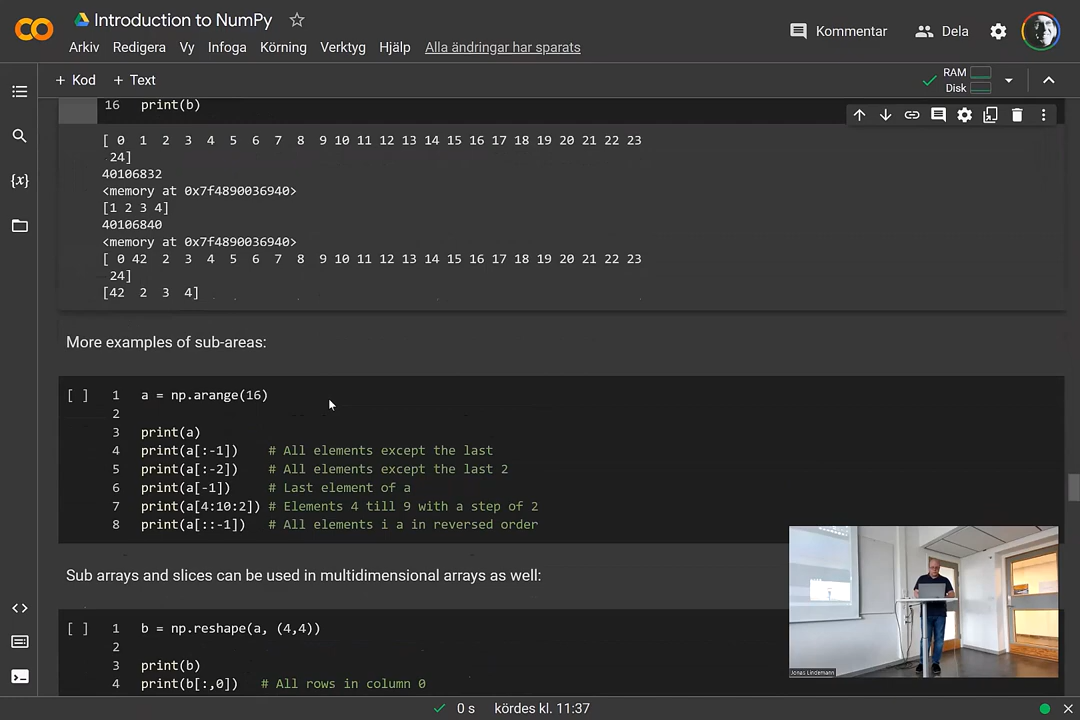 Introduction to NumPy
Arkiv Redigera Vy Infoga Körning Verktyg Hjälp Alla ändringar har sparats
Kommentar Dela
+ Kod + Text
RAM
Disk
16 print(b)
[ 0 1 2 3 4 5 6 7 8 9 10 11 12 13 14 15 16 17 18 19 20 21 22 23
24]
40106832
<memory at 0x7f4890036940>
[1 2 3 4]
40106840
<memory at 0x7f4890036940>
[ 0 42 2 3 4 5 6 7 8 9 10 11 12 13 14 15 16 17 18 19 20 21 22 23
24]
[42 2 3 4]
More examples of sub-areas:
[ ] 1 a = np.arange(16)
2
3 print(a)
4 print(a[:-1]) # All elements except the last
5 print(a[:-2]) # All elements except the last 2
6 print(a[-1]) # Last element of a
7 print(a[4:10:2]) # Elements 4 till 9 with a step of 2
8 print(a[::-1]) # All elements i a in reversed order
Sub arrays and slices can be used in multidimensional arrays as well:
[ ] 1 b = np.reshape(a, (4,4))
2
3 print(b)
4 print(b[:,0]) # All rows in column 0
Jonas Lindemann
0 s kördes kl. 11:37